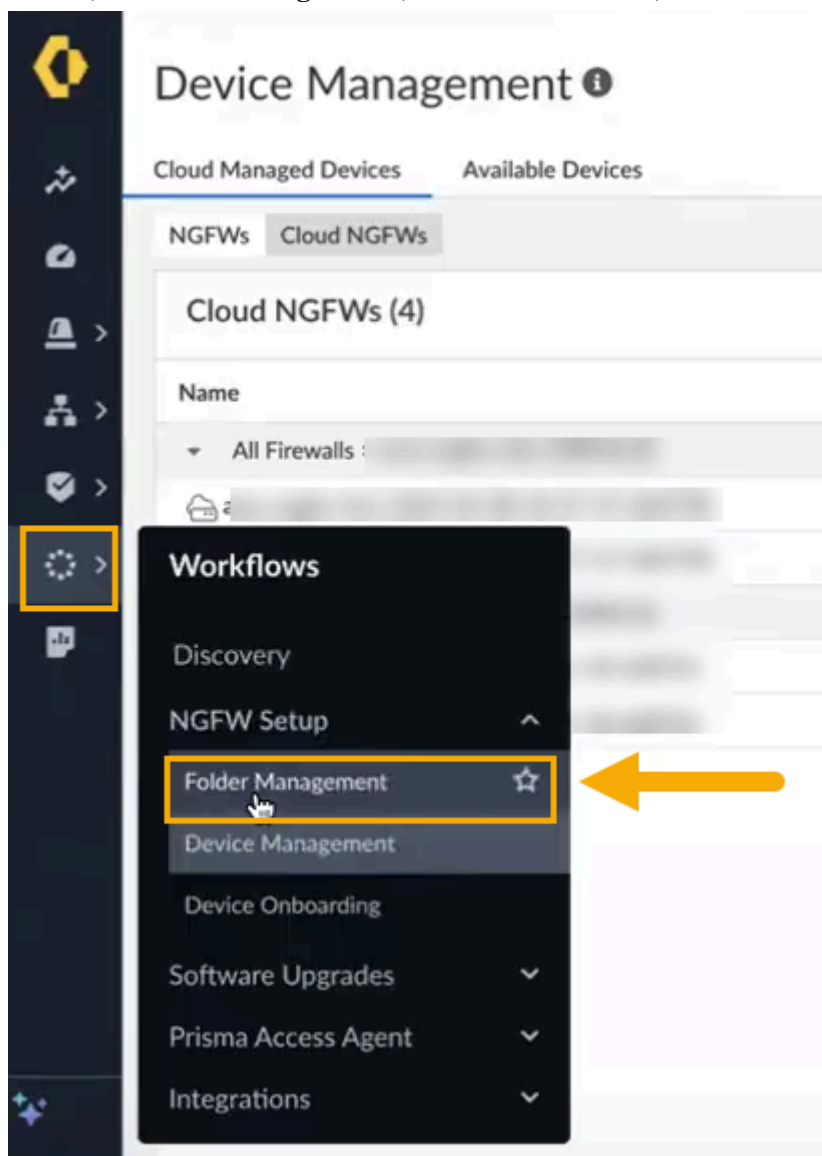 Device Management
Cloud Managed Devices Available Devices
NGFWs Cloud NGFWs
Cloud NGFWs (4)
Name
All Firewalls
Workflows
Discovery
NGFW Setup
Folder Management
Device Management
Device Onboarding
Software Upgrades
Prisma Access Agent
Integrations